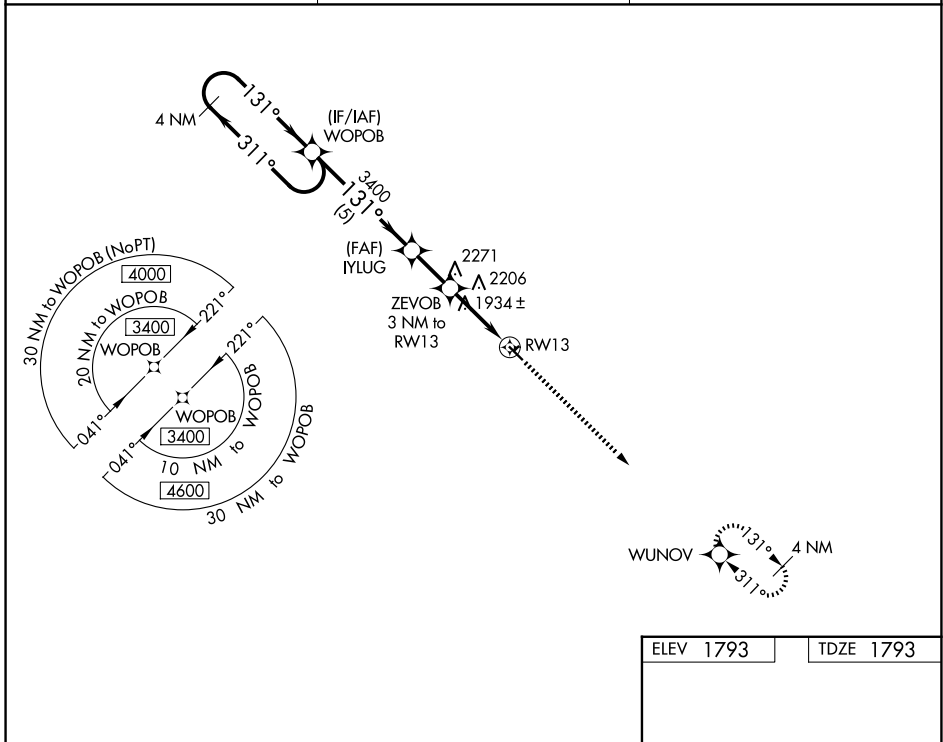 131°
4 NM
(IF/IAF)
WOPOB
311°
3400
131°
(5)
(FAF)
IYLUG
2271
2206
ZEVOB
3 NM to
RW13
1934 ±
RW13
30 NM to WOPOB (NoPT)
4000
20 NM to WOPOB
3400
221°
WOPOB
041°
221°
WOPOB
3400
041°
10 NM to WOPOB
4600
30 NM to WOPOB
WUNOV
131°
4 NM
311°
ELEV 1793
TDZE 1793